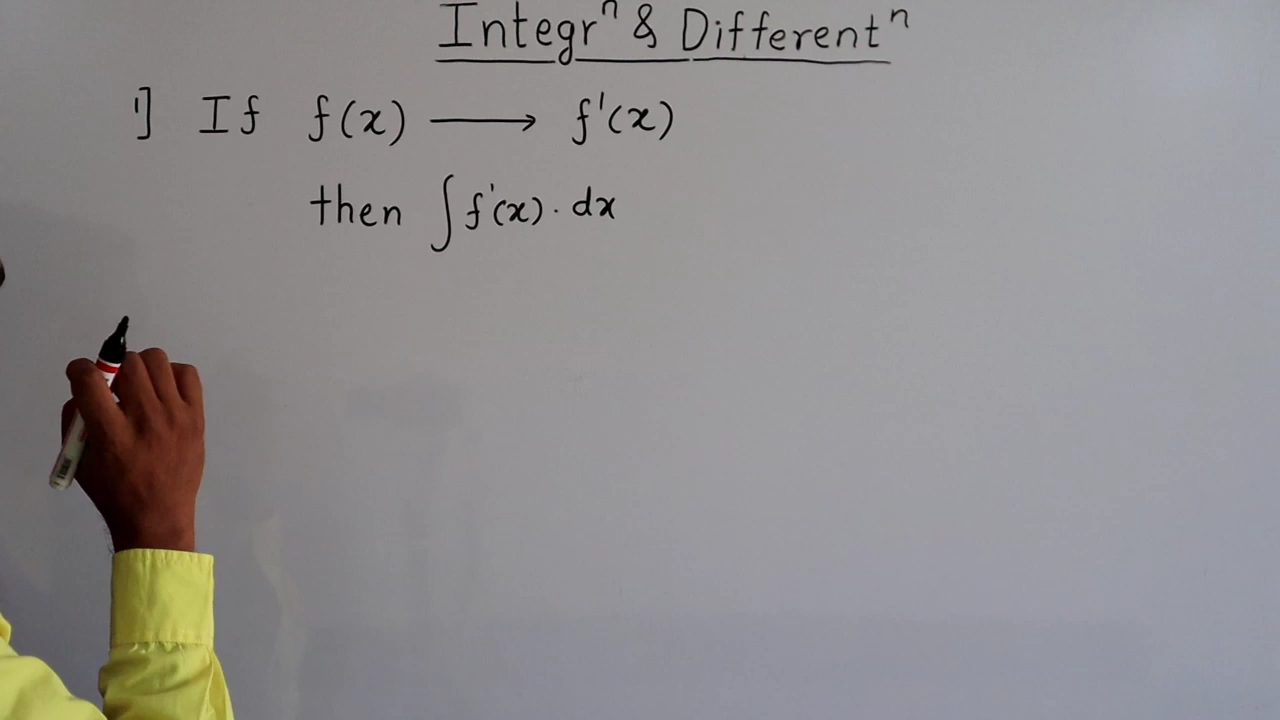 Integrⁿ & Differentⁿ
1] If f(x) ⟶ f'(x)
then ∫f'(x). dx